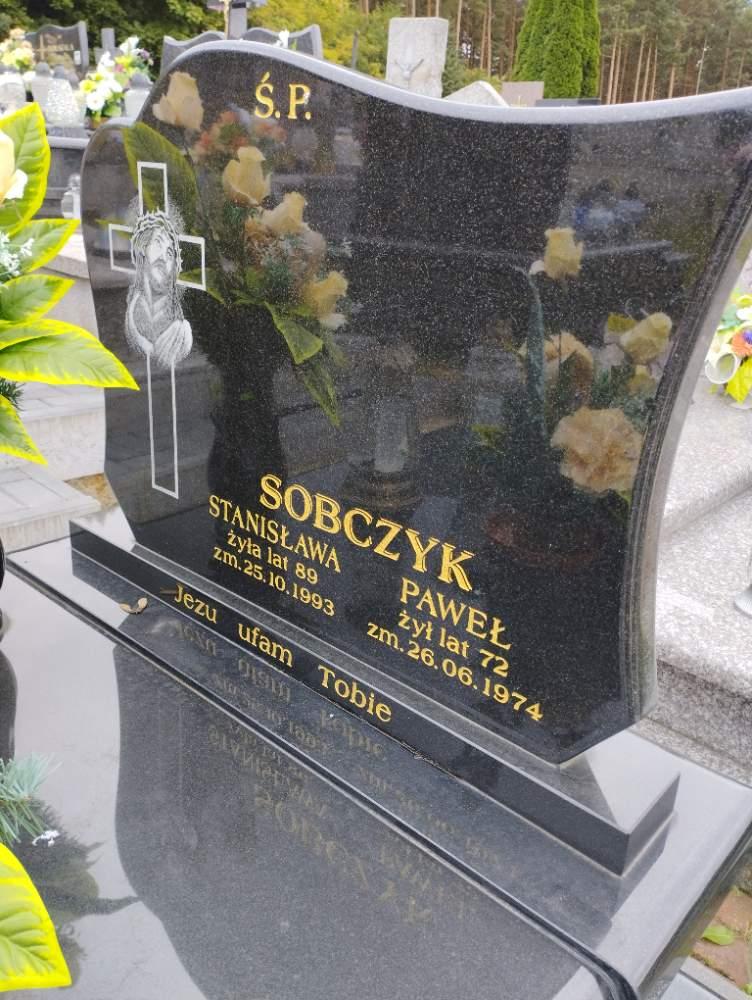 Ś.P.
SOBCZYK
STANISŁAWA
żyła lat 89
zm.25.10.1993
PAWEŁ
żył lat 72
zm.26.06.1974
Jezu ufam Tobie